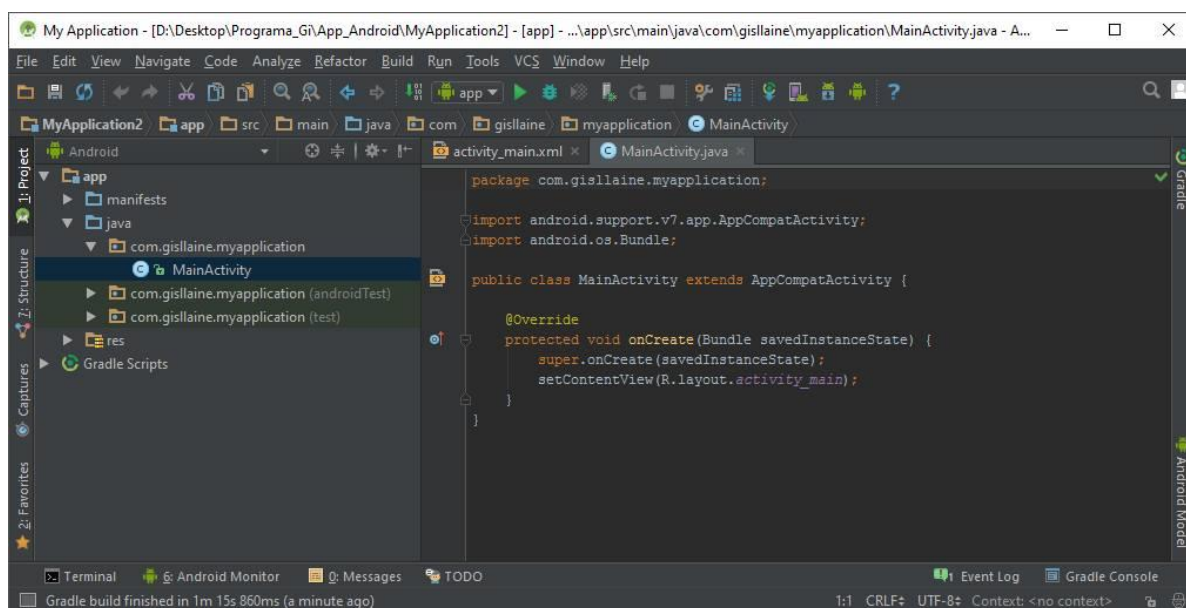 My Application - [D:\Desktop\Programa_Gi\App_Android\MyApplication2] - [app] - ...\app\src\main\java\com\gisllaine\myapplication\MainActivity.java - A...
File Edit View Navigate Code Analyze Refactor Build Run Tools VCS Window Help
app
MyApplication2 app src main java com gisllaine myapplication MainActivity
Android
activity_main.xml MainActivity.java
1: Project
7: Structure
Captures
2: Favorites
app
manifests
java
com.gisllaine.myapplication
MainActivity
com.gisllaine.myapplication (androidTest)
com.gisllaine.myapplication (test)
res
Gradle Scripts
package com.gisllaine.myapplication;
import android.support.v7.app.AppCompatActivity;
import android.os.Bundle;
public class MainActivity extends AppCompatActivity {
@Override
protected void onCreate(Bundle savedInstanceState) {
super.onCreate(savedInstanceState);
setContentView(R.layout.activity_main);
}
}
Gradle
Android Model
Terminal 6: Android Monitor 0: Messages TODO 1 Event Log Gradle Console
Gradle build finished in 1m 15s 860ms (a minute ago) 1:1 CRLF UTF-8 Context: <no context>